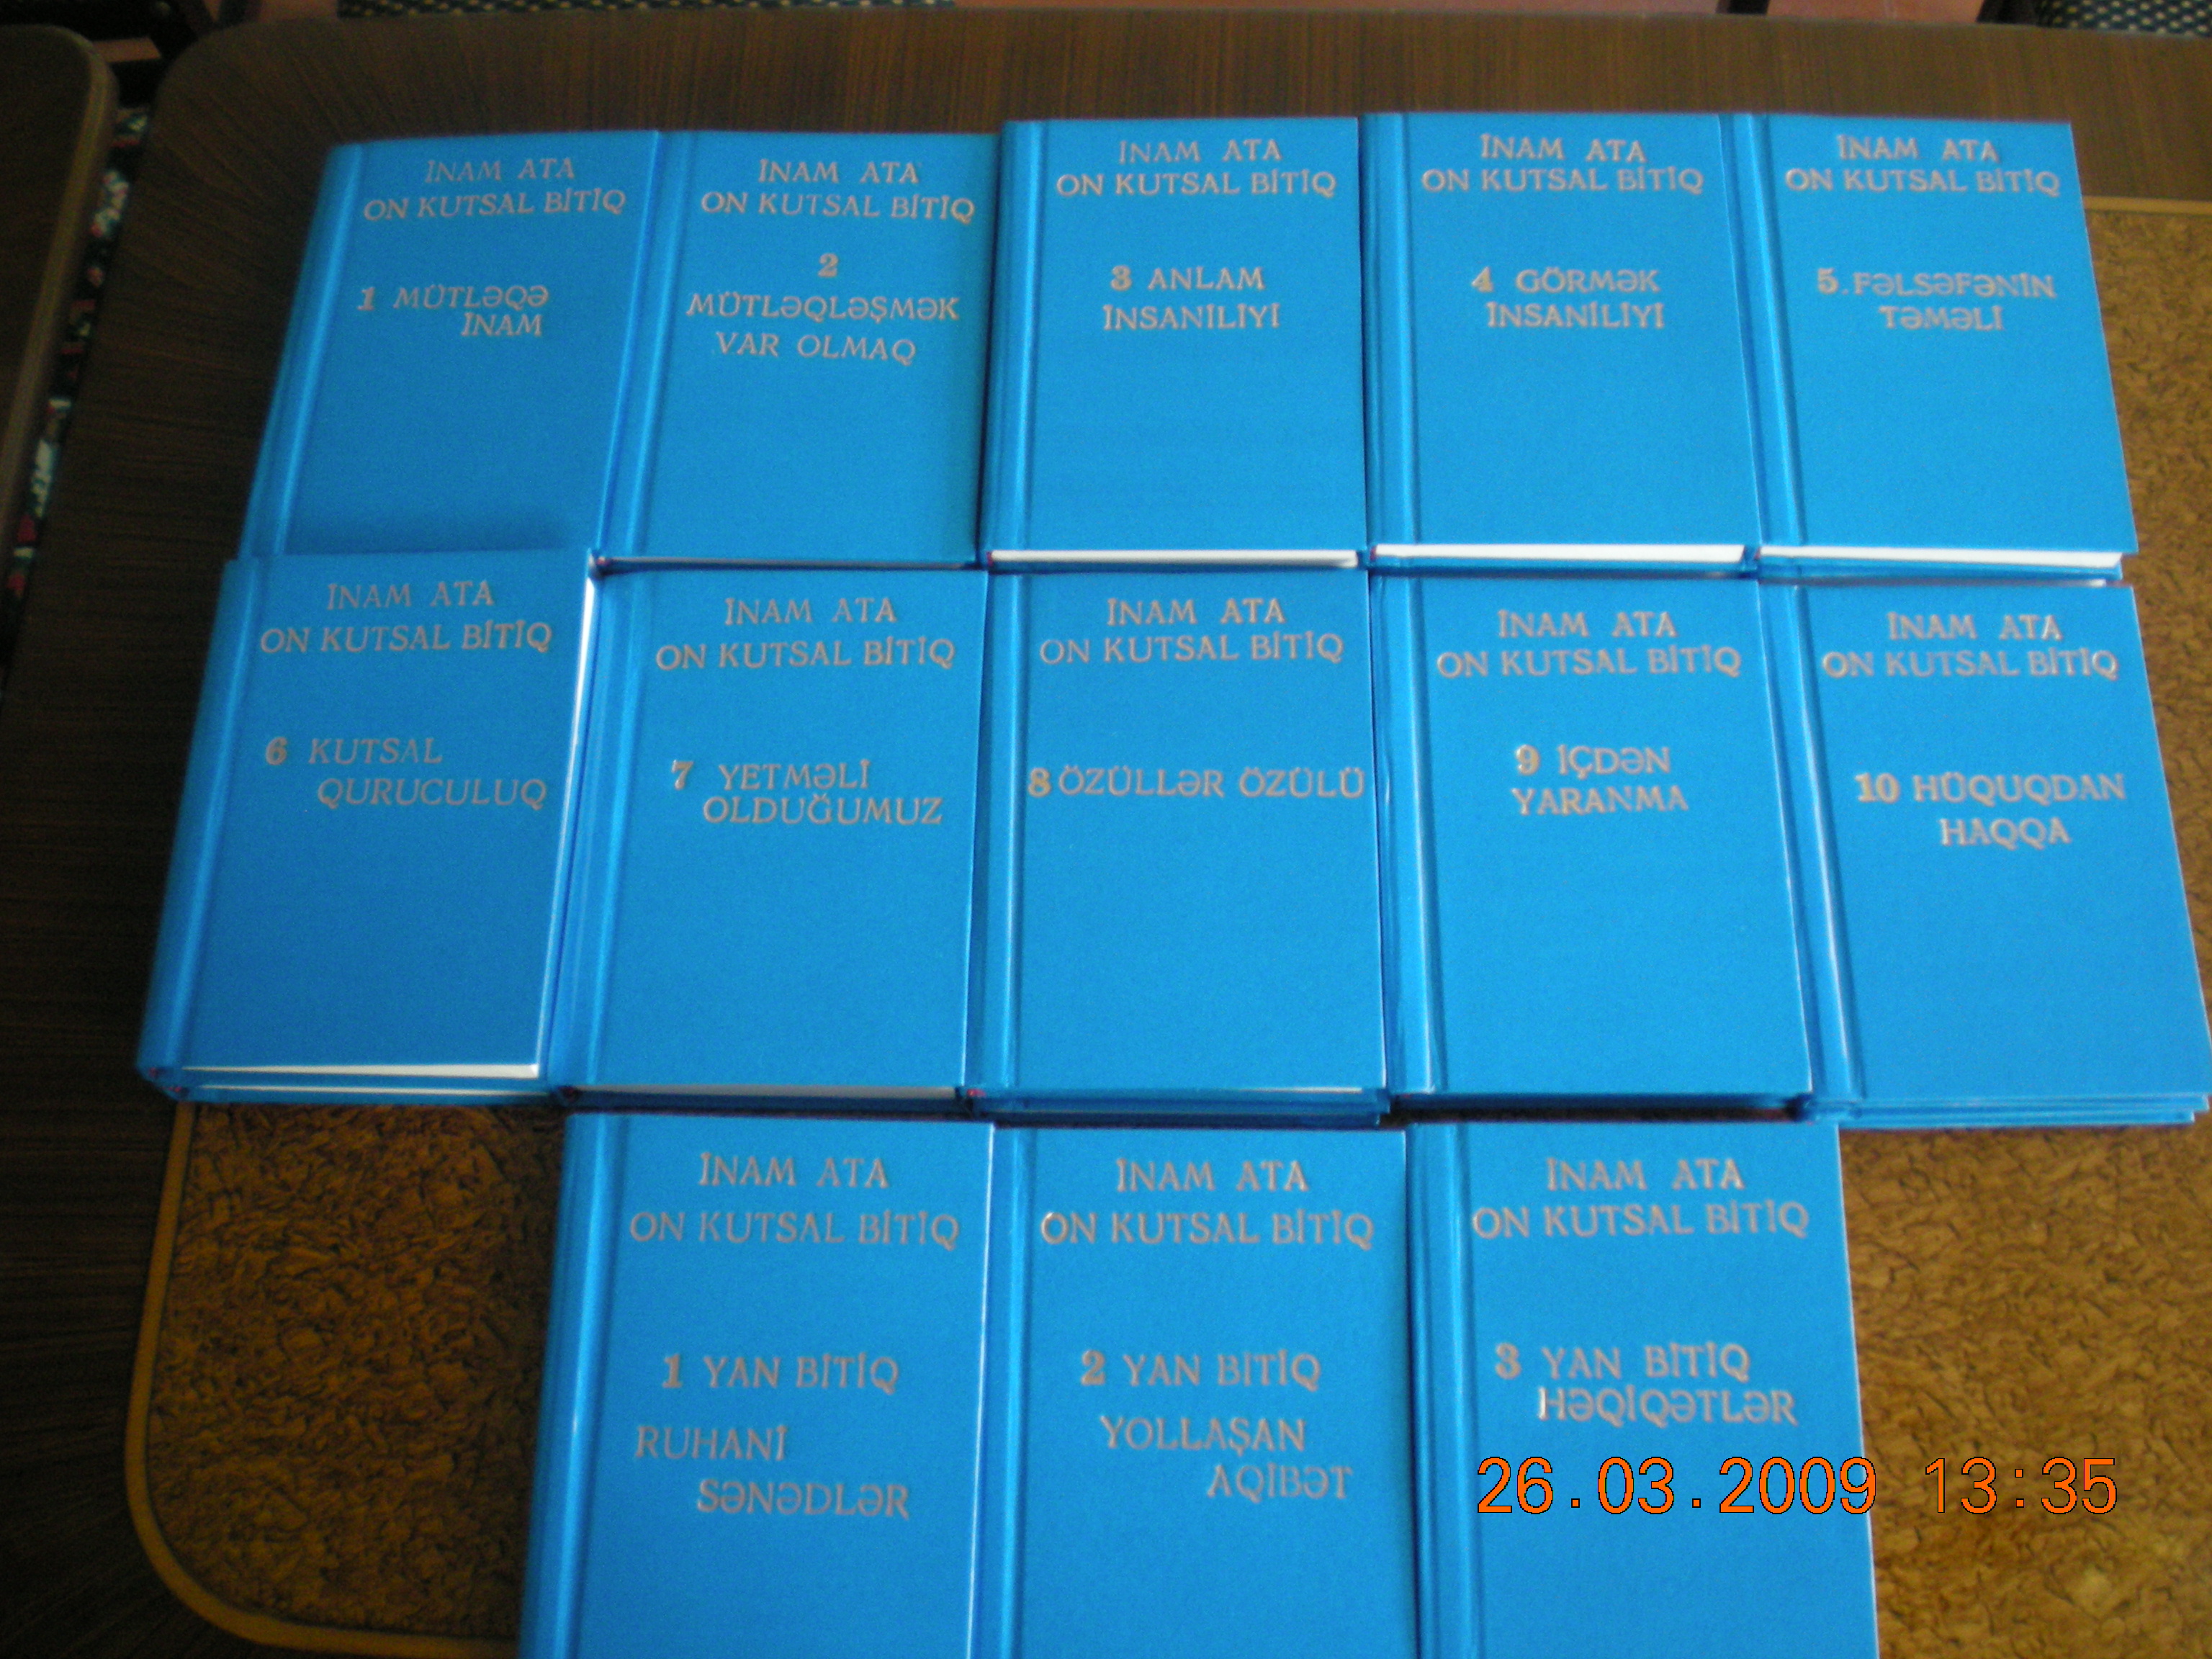 İNAM ATA
ON KUTSAL BİTİQ
1 MÜTLƏQƏ
İNAM
İNAM ATA
ON KUTSAL BİTİQ
2
MÜTLƏQLƏŞMƏK
VAR OLMAQ
İNAM ATA
ON KUTSAL BİTİQ
3 ANLAM
İNSANİLİYİ
İNAM ATA
ON KUTSAL BİTİQ
4 GÖRMƏK
İNSANİLİYİ
İNAM ATA
ON KUTSAL BİTİQ
5.FƏLSƏFƏNİN
TƏMƏLİ
İNAM ATA
ON KUTSAL BİTİQ
6 KUTSAL
QURUCULUQ
İNAM ATA
ON KUTSAL BİTİQ
7 YETMƏLİ
OLDUĞUMUZ
İNAM ATA
ON KUTSAL BİTİQ
8 ÖZÜLLƏR ÖZÜLÜ
İNAM ATA
ON KUTSAL BİTİQ
9 İÇDƏN
YARANMA
İNAM ATA
ON KUTSAL BİTİQ
10 HÜQUQDAN
HAQQA
İNAM ATA
ON KUTSAL BİTİQ
1 YAN BİTİQ
RUHANİ
SƏNƏDLƏR
İNAM ATA
ON KUTSAL BİTİQ
2 YAN BİTİQ
YOLLAŞAN
AQİBƏT
İNAM ATA
ON KUTSAL BİTİQ
3 YAN BİTİQ
HƏQİQƏTLƏR
26.03.2009 13:35